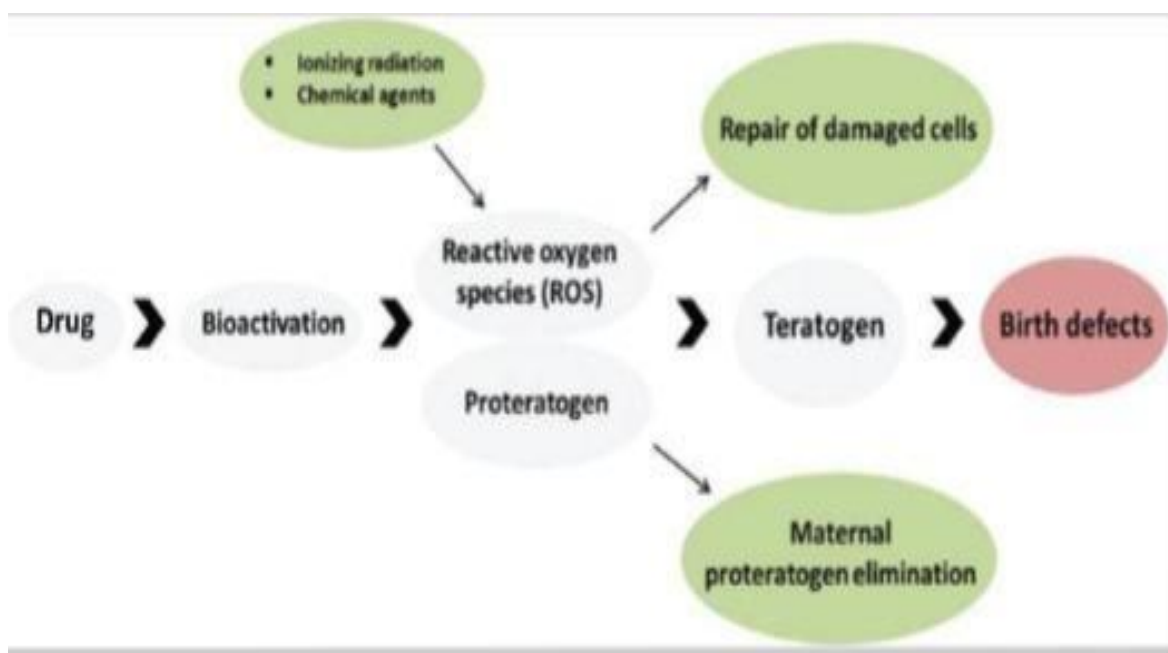 ▪ Ionizing radiation
▪ Chemical agents
Repair of damaged cells
Reactive oxygen
species (ROS)
Drug
Bioactivation
Teratogen
Birth defects
Proteratogen
Maternal
proteratogen elimination